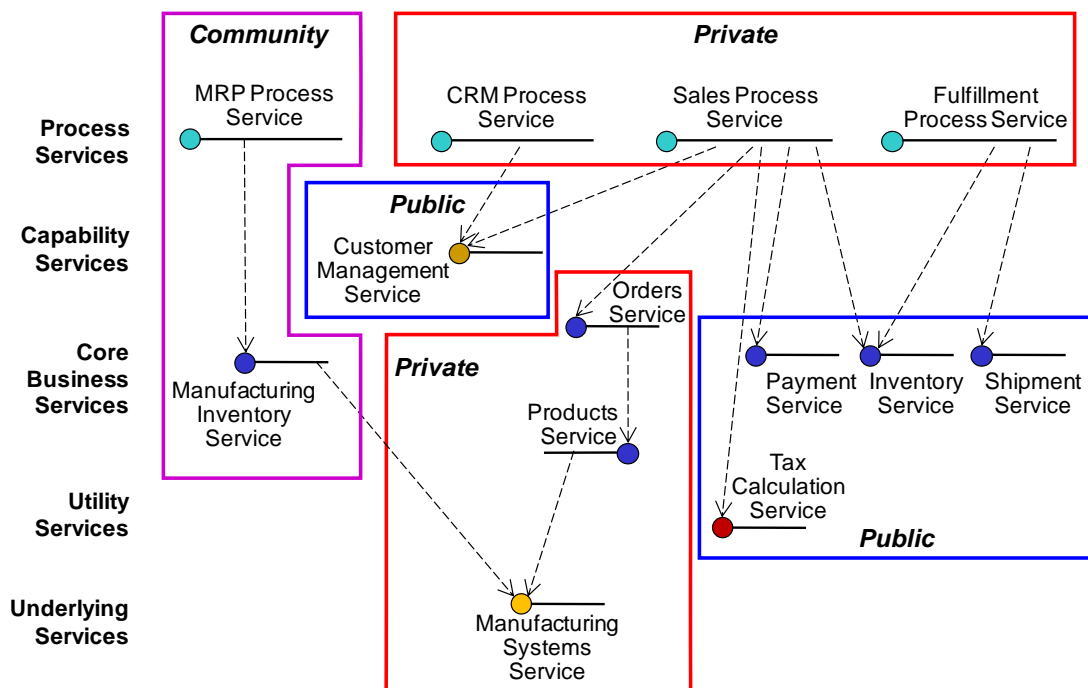 Community
Private
MRP Process
Service
CRM Process
Service
Sales Process
Service
Fulfillment
Process Service
Process
Services
Public
Capability
Services
Customer
Management
Service
Orders
Service
Core
Business
Services
Private
Manufacturing
Inventory
Service
Payment
Service
Inventory
Service
Shipment
Service
Products
Service
Utility
Services
Tax
Calculation
Service
Public
Underlying
Services
Manufacturing
Systems
Service